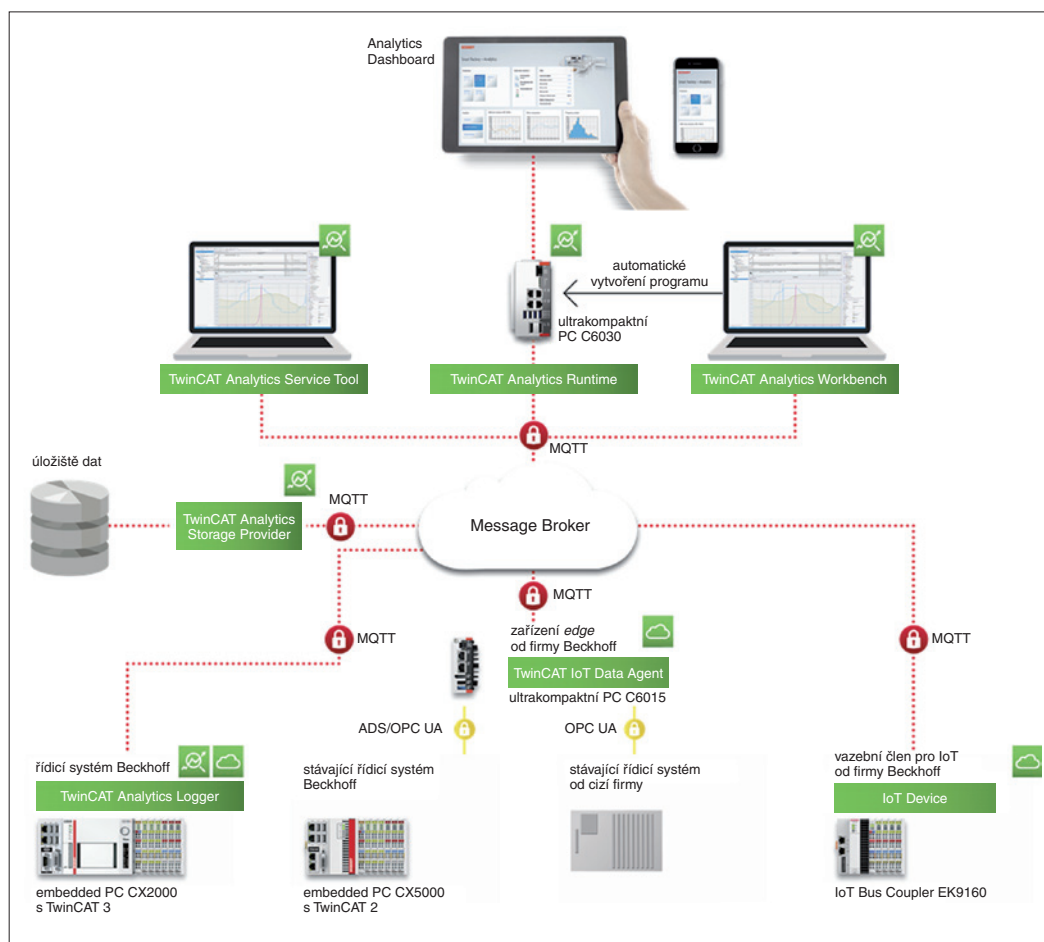 Analytics
Dashboard
automatické
vytvoření programu
ultrakompaktní
PC C6030
TwinCAT Analytics Service Tool
TwinCAT Analytics Runtime
TwinCAT Analytics Workbench
MQTT
úložiště dat
MQTT
TwinCAT Analytics
Storage Provider
Message Broker
MQTT
MQTT
MQTT
zařízení edge
od firmy Beckhoff
TwinCAT IoT Data Agent
ultrakompaktní PC C6015
ADS/OPC UA
OPC UA
řídicí systém Beckhoff
TwinCAT Analytics Logger
stávající řídicí systém
Beckhoff
stávající řídicí systém
od cizí firmy
vazební člen pro IoT
od firmy Beckhoff
IoT Device
embedded PC CX2000
s TwinCAT 3
embedded PC CX5000
s TwinCAT 2
IoT Bus Coupler EK9160